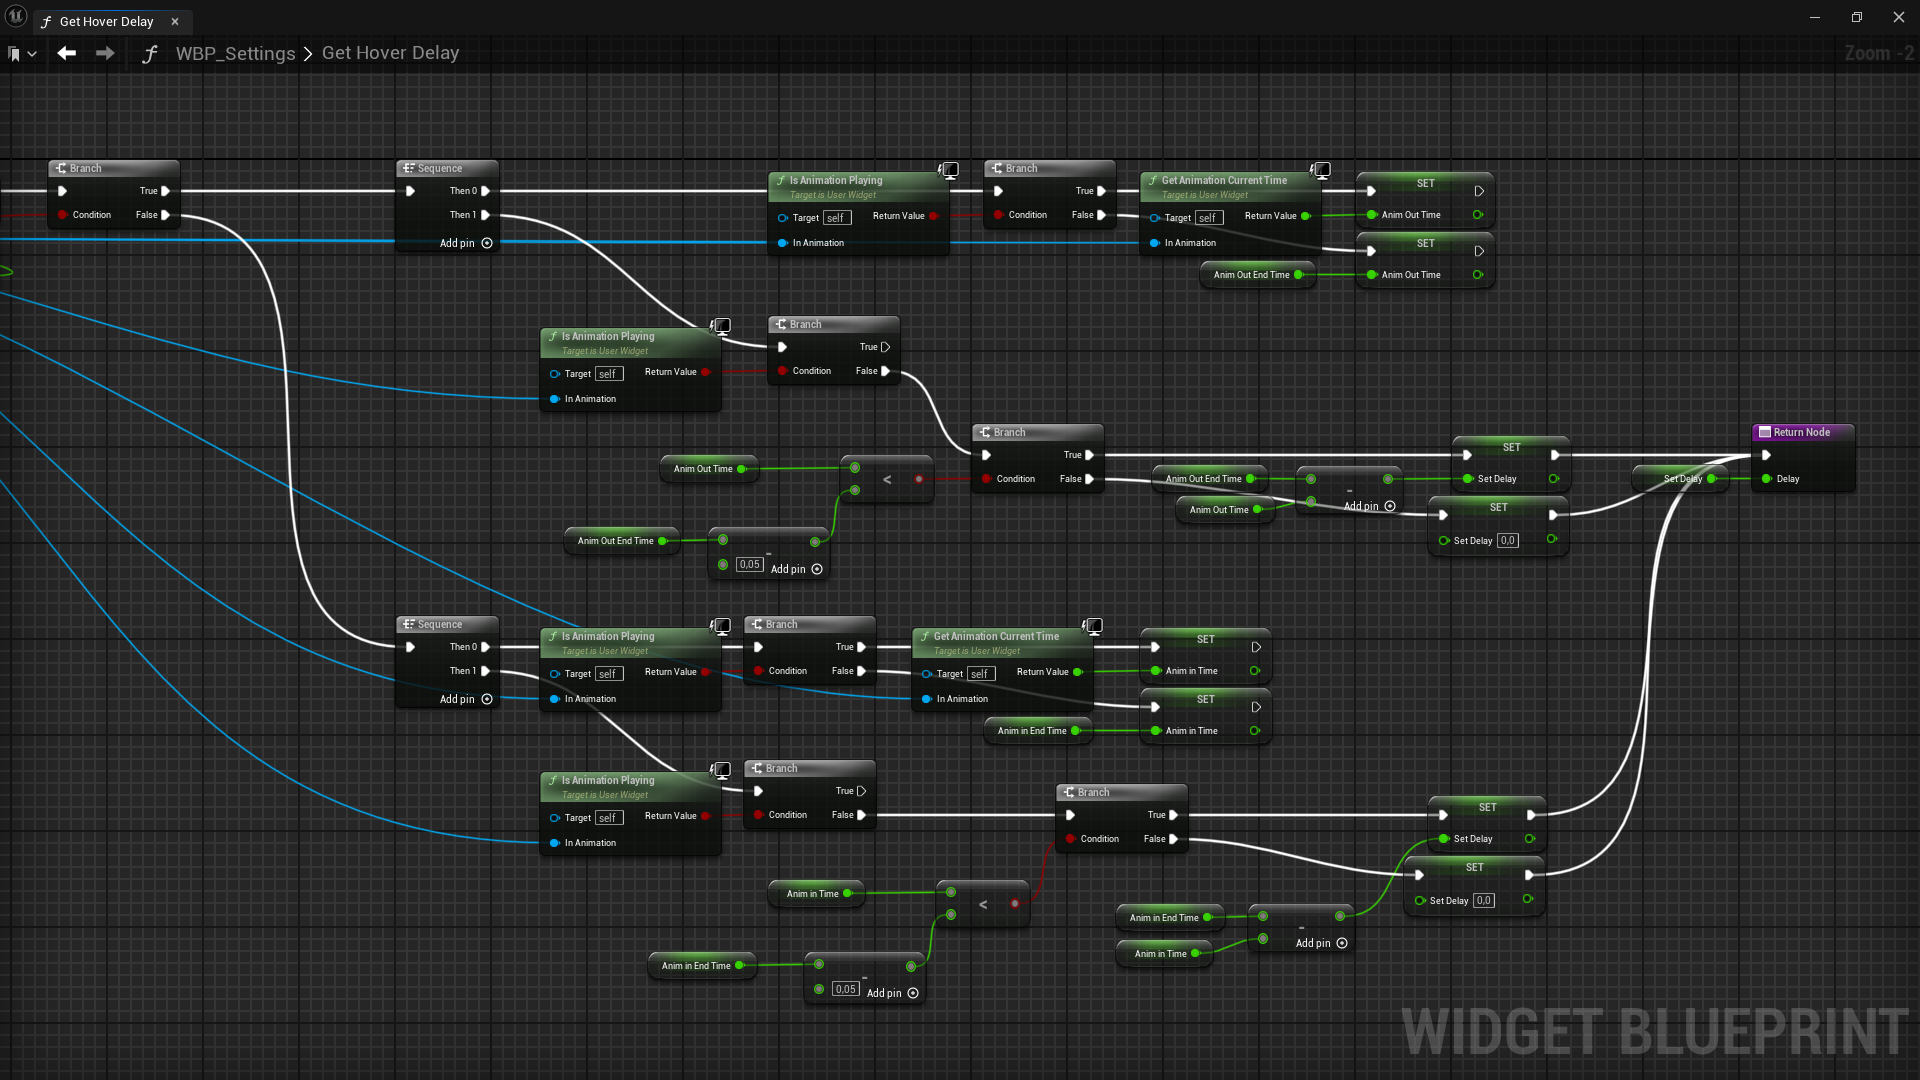 Get Hover Delay
WBP_Settings > Get Hover Delay
Zoom -2
Branch
True
Condition
False
Sequence
Then 0
Then 1
Add pin
Is Animation Playing
Target is User Widget
Target self
Return Value
In Animation
Branch
True
Condition
False
Get Animation Current Time
Target is User Widget
Target self
Return Value
In Animation
SET
Anim Out Time
SET
Anim Out Time
Anim Out End Time
Is Animation Playing
Target is User Widget
Target self
Return Value
In Animation
Branch
True
Condition
False
Branch
True
Condition
False
Anim Out Time
<
Anim Out End Time
-
0,05
Add pin
Anim Out End Time
Anim Out Time
-
Add pin
SET
Set Delay
SET
Set Delay 0,0
Set Delay
Return Node
Delay
Sequence
Then 0
Then 1
Add pin
Is Animation Playing
Target is User Widget
Target self
Return Value
In Animation
Branch
True
Condition
False
Get Animation Current Time
Target is User Widget
Target self
Return Value
In Animation
SET
Anim in Time
SET
Anim in Time
Anim in End Time
Is Animation Playing
Target is User Widget
Target self
Return Value
In Animation
Branch
True
Condition
False
Branch
True
Condition
False
SET
Set Delay
SET
Set Delay 0,0
Anim in Time
<
Anim in End Time
-
0,05
Add pin
Anim in End Time
Anim in Time
-
Add pin
WIDGET BLUEPRINT